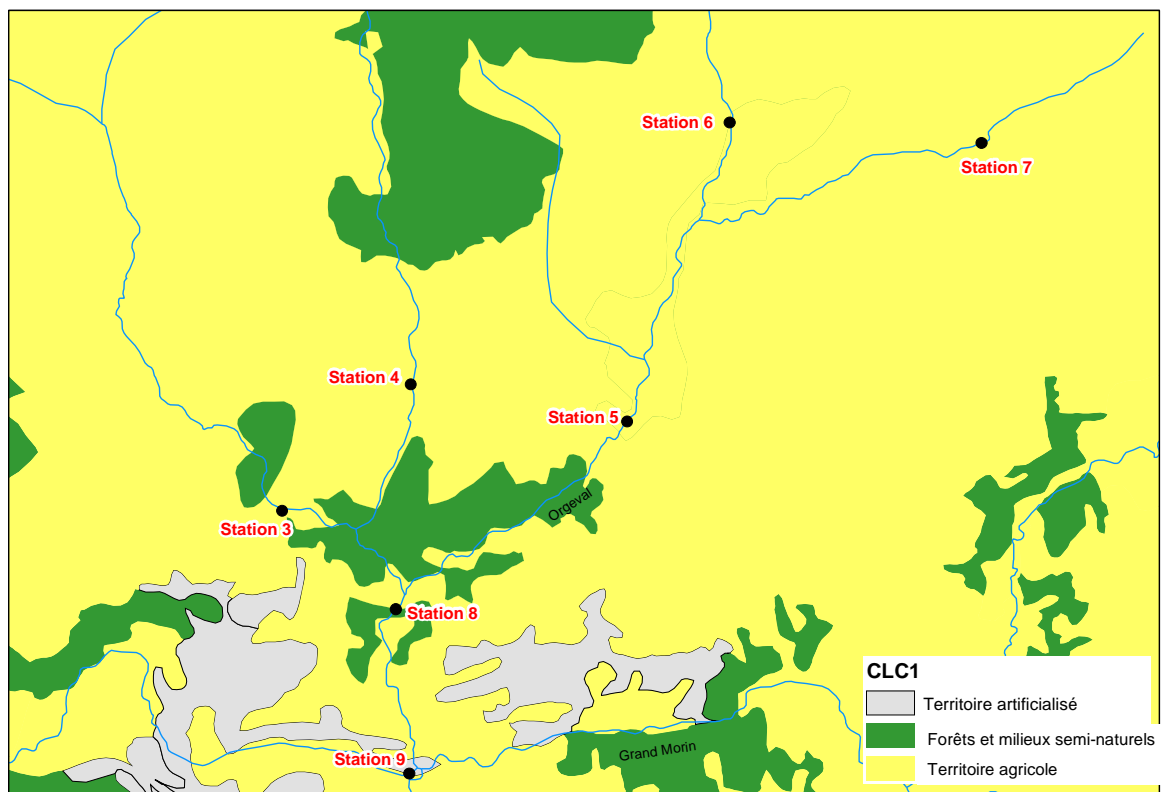 Station 6
Station 7
Station 4
Station 5
Orgeval
Station 3
Station 8
CLC1
Territoire artificialisé
Forêts et milieux semi-naturels
Territoire agricole
Grand Morin
Station 9